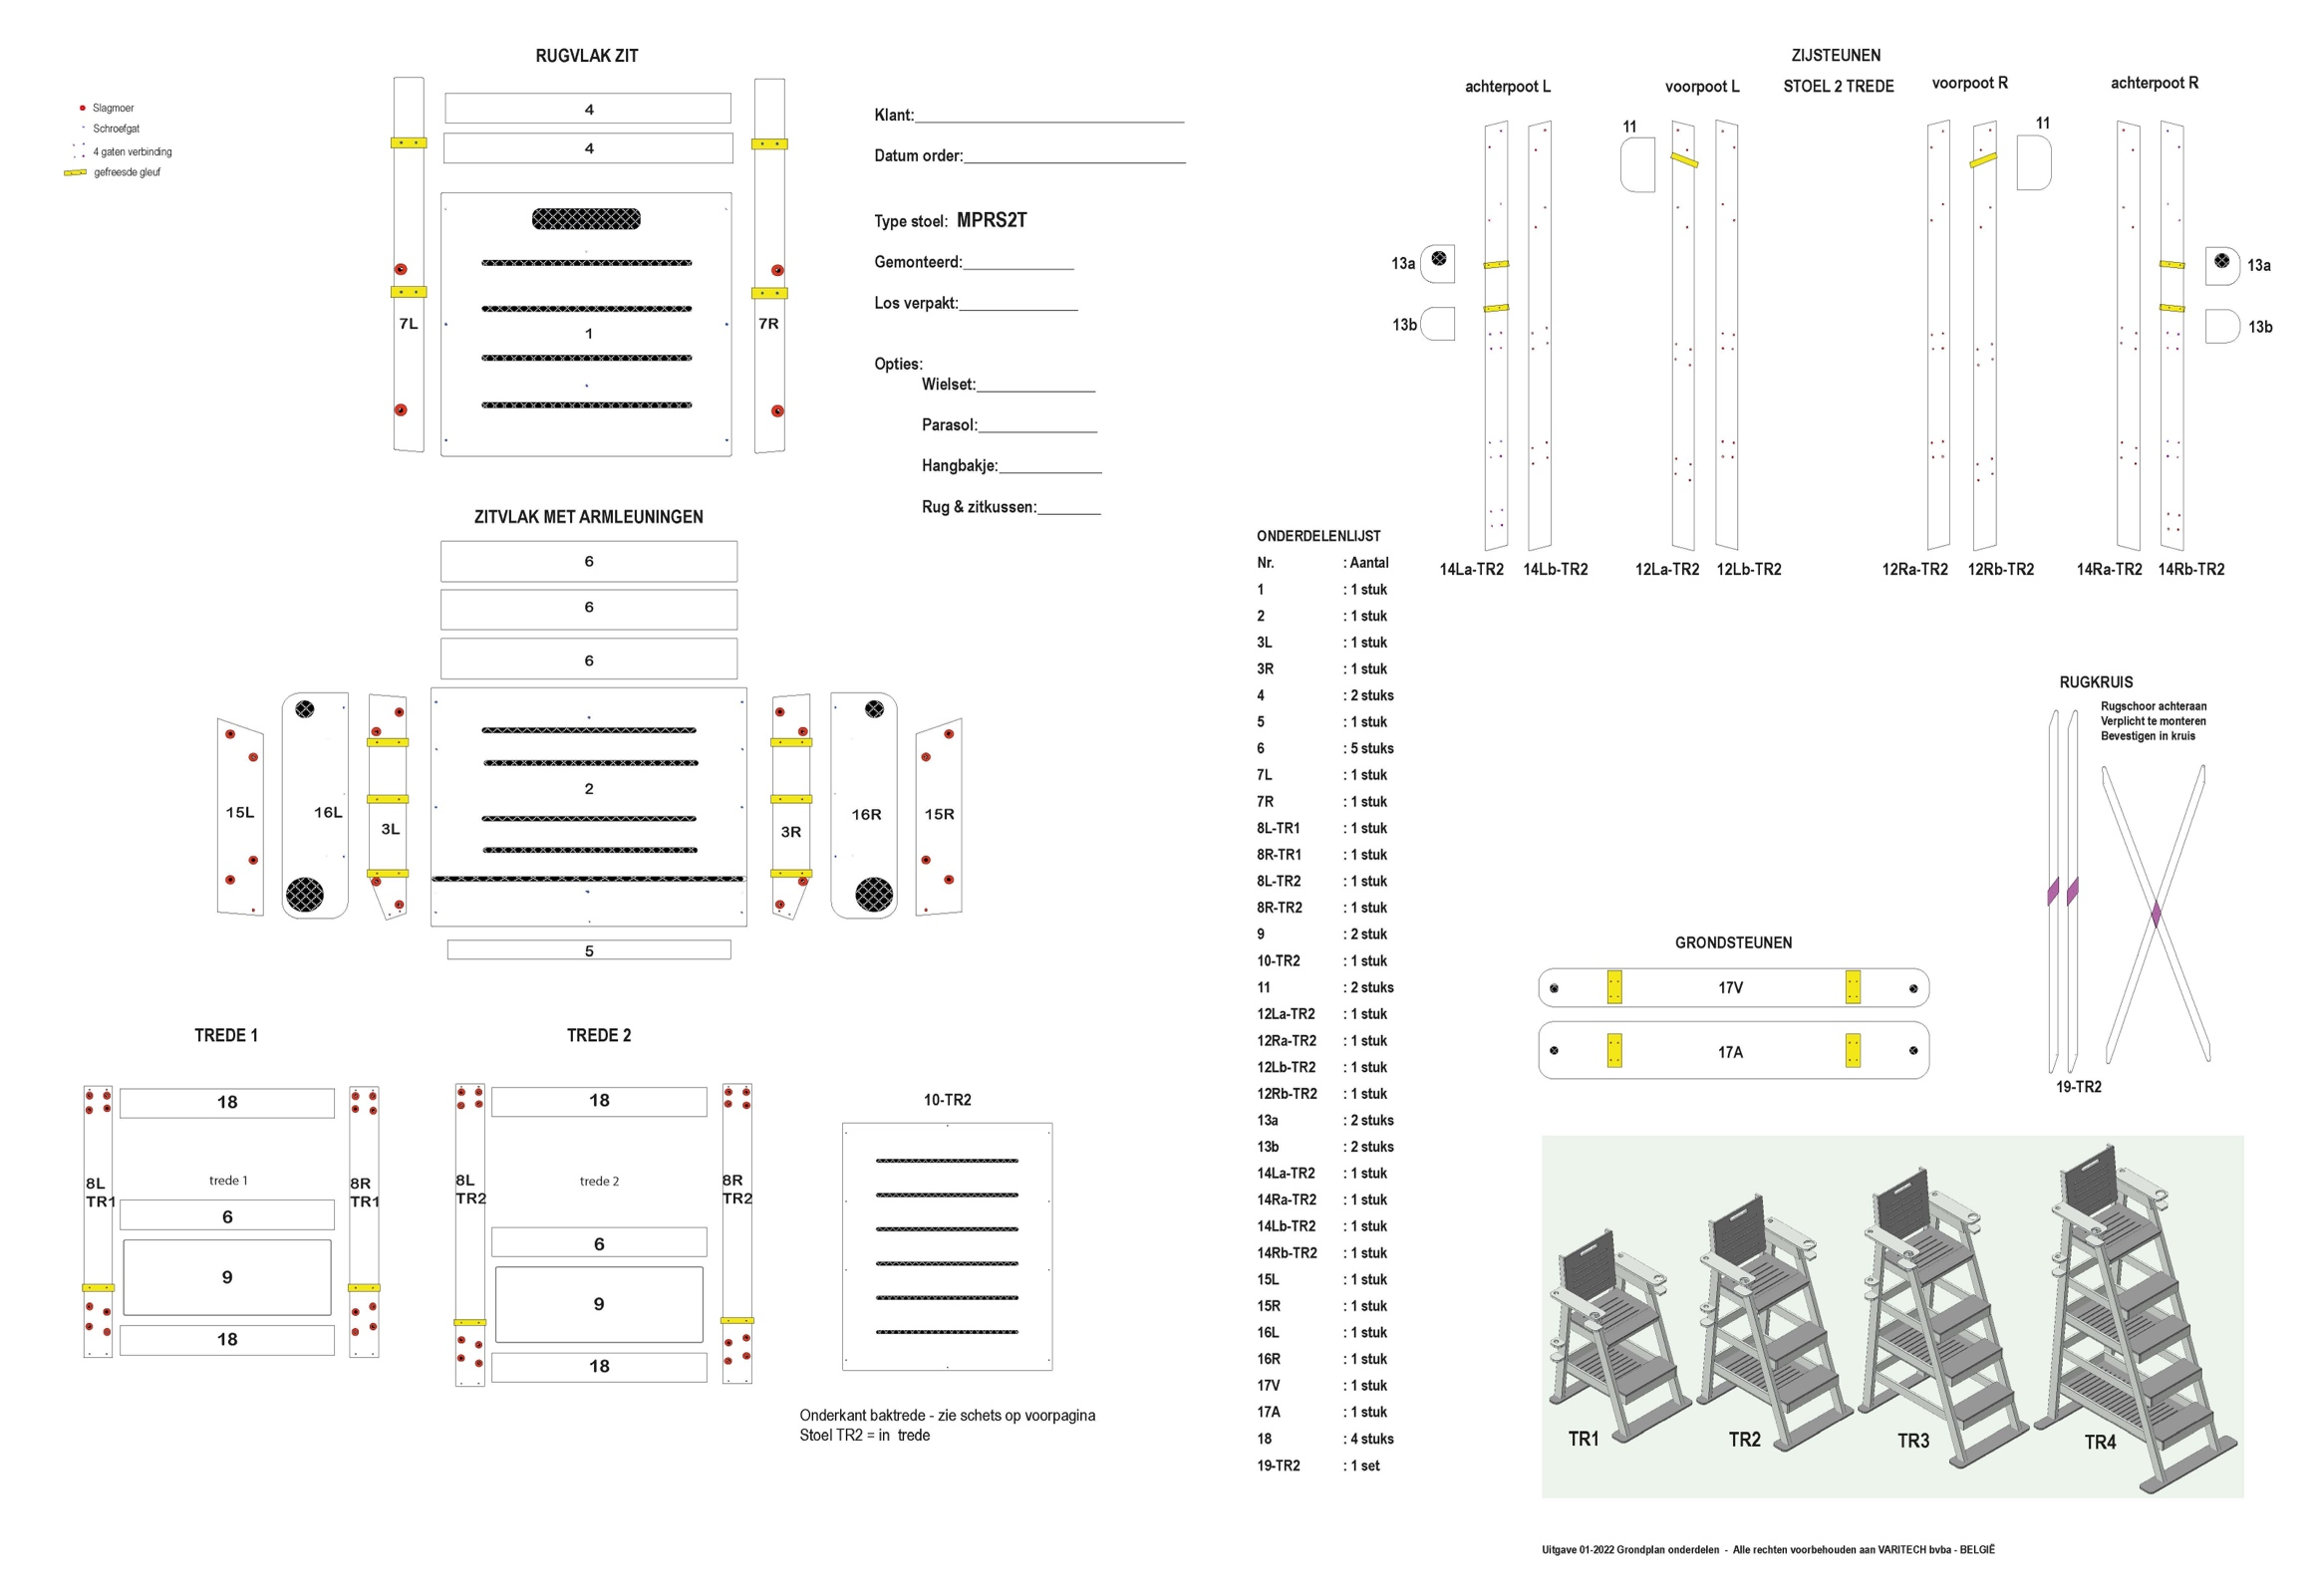 RUGVLAK ZIT
Slagmoer
Schroefgat
4 gaten verbinding
gefreesde gleuf
4
4
1
7L
7R
Klant:
Datum order:
Type stoel: MPRS2T
Gemonteerd:
Los verpakt:
Opties:
Wielset:
Parasol:
Hangbakje:
Rug & zitkussen:
ZITVLAK MET ARMLEUNINGEN
6
6
6
15L
16L
3L
2
3R
16R
15R
5
TREDE 1
18
8L
TR1
trede 1
8R
TR1
6
9
18
TREDE 2
18
8L
TR2
trede 2
8R
TR2
6
9
18
10-TR2
Onderkant baktrede - zie schets op voorpagina
Stoel TR2 = in trede
ZIJSTEUNEN
achterpoot L
voorpoot L
STOEL 2 TREDE
voorpoot R
achterpoot R
11
11
13a
13a
13b
13b
14La-TR2
14Lb-TR2
12La-TR2
12Lb-TR2
12Ra-TR2
12Rb-TR2
14Ra-TR2
14Rb-TR2
ONDERDELENLIJST
Nr. : Aantal
1 : 1 stuk
2 : 1 stuk
3L : 1 stuk
3R : 1 stuk
4 : 2 stuks
5 : 1 stuk
6 : 5 stuks
7L : 1 stuk
7R : 1 stuk
8L-TR1 : 1 stuk
8R-TR1 : 1 stuk
8L-TR2 : 1 stuk
8R-TR2 : 1 stuk
9 : 2 stuk
10-TR2 : 1 stuk
11 : 2 stuks
12La-TR2 : 1 stuk
12Ra-TR2 : 1 stuk
12Lb-TR2 : 1 stuk
12Rb-TR2 : 1 stuk
13a : 2 stuks
13b : 2 stuks
14La-TR2 : 1 stuk
14Ra-TR2 : 1 stuk
14Lb-TR2 : 1 stuk
14Rb-TR2 : 1 stuk
15L : 1 stuk
15R : 1 stuk
16L : 1 stuk
16R : 1 stuk
17V : 1 stuk
17A : 1 stuk
18 : 4 stuks
19-TR2 : 1 set
RUGKRUIS
Rugschoor achteraan
Verplicht te monteren
Bevestigen in kruis
19-TR2
GRONDSTEUNEN
17V
17A
TR1
TR2
TR3
TR4
Uitgave 01-2022 Grondplan onderdelen - Alle rechten voorbehouden aan VARITECH bvba - BELGIË